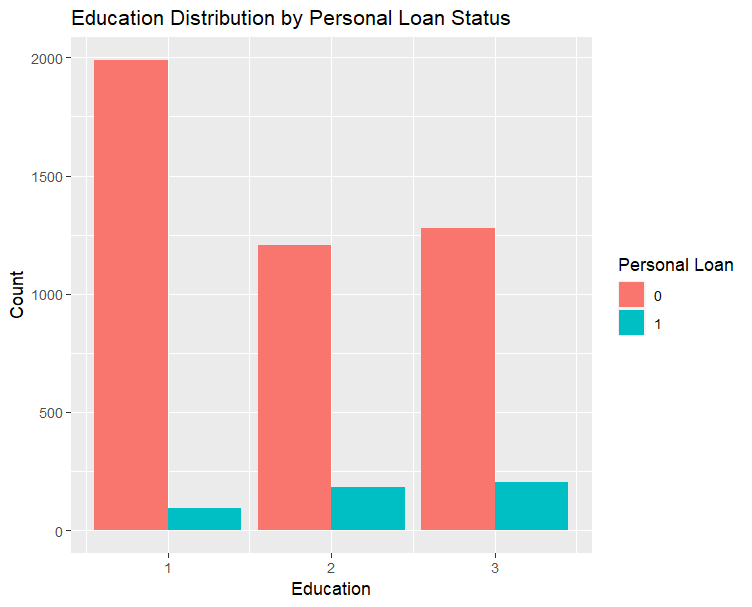 Education Distribution by Personal Loan Status
Count
2000
1500
1000
500
0
1 2 3
Education
Personal Loan
0
1